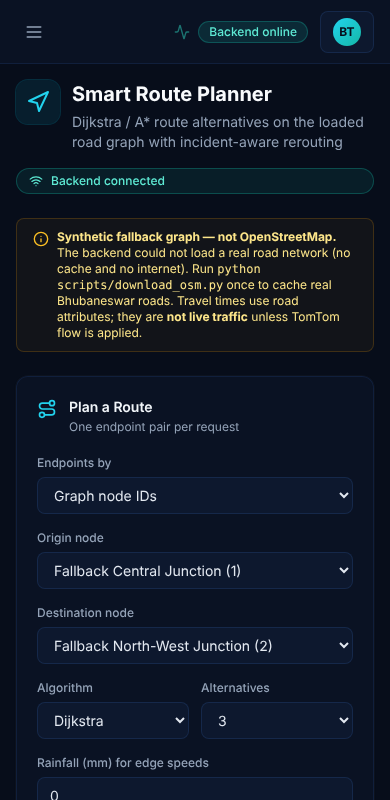 Backend online
BT
Smart Route Planner
Dijkstra / A* route alternatives on the loaded
road graph with incident-aware rerouting
Backend connected
Synthetic fallback graph — not OpenStreetMap.
The backend could not load a real road network (no
cache and no internet). Run python
scripts/download_osm.py once to cache real
Bhubaneswar roads. Travel times use road
attributes; they are not live traffic unless TomTom
flow is applied.
Plan a Route
One endpoint pair per request
Endpoints by
Graph node IDs
Origin node
Fallback Central Junction (1)
Destination node
Fallback North-West Junction (2)
Algorithm Alternatives
Dijkstra 3
Rainfall (mm) for edge speeds
0